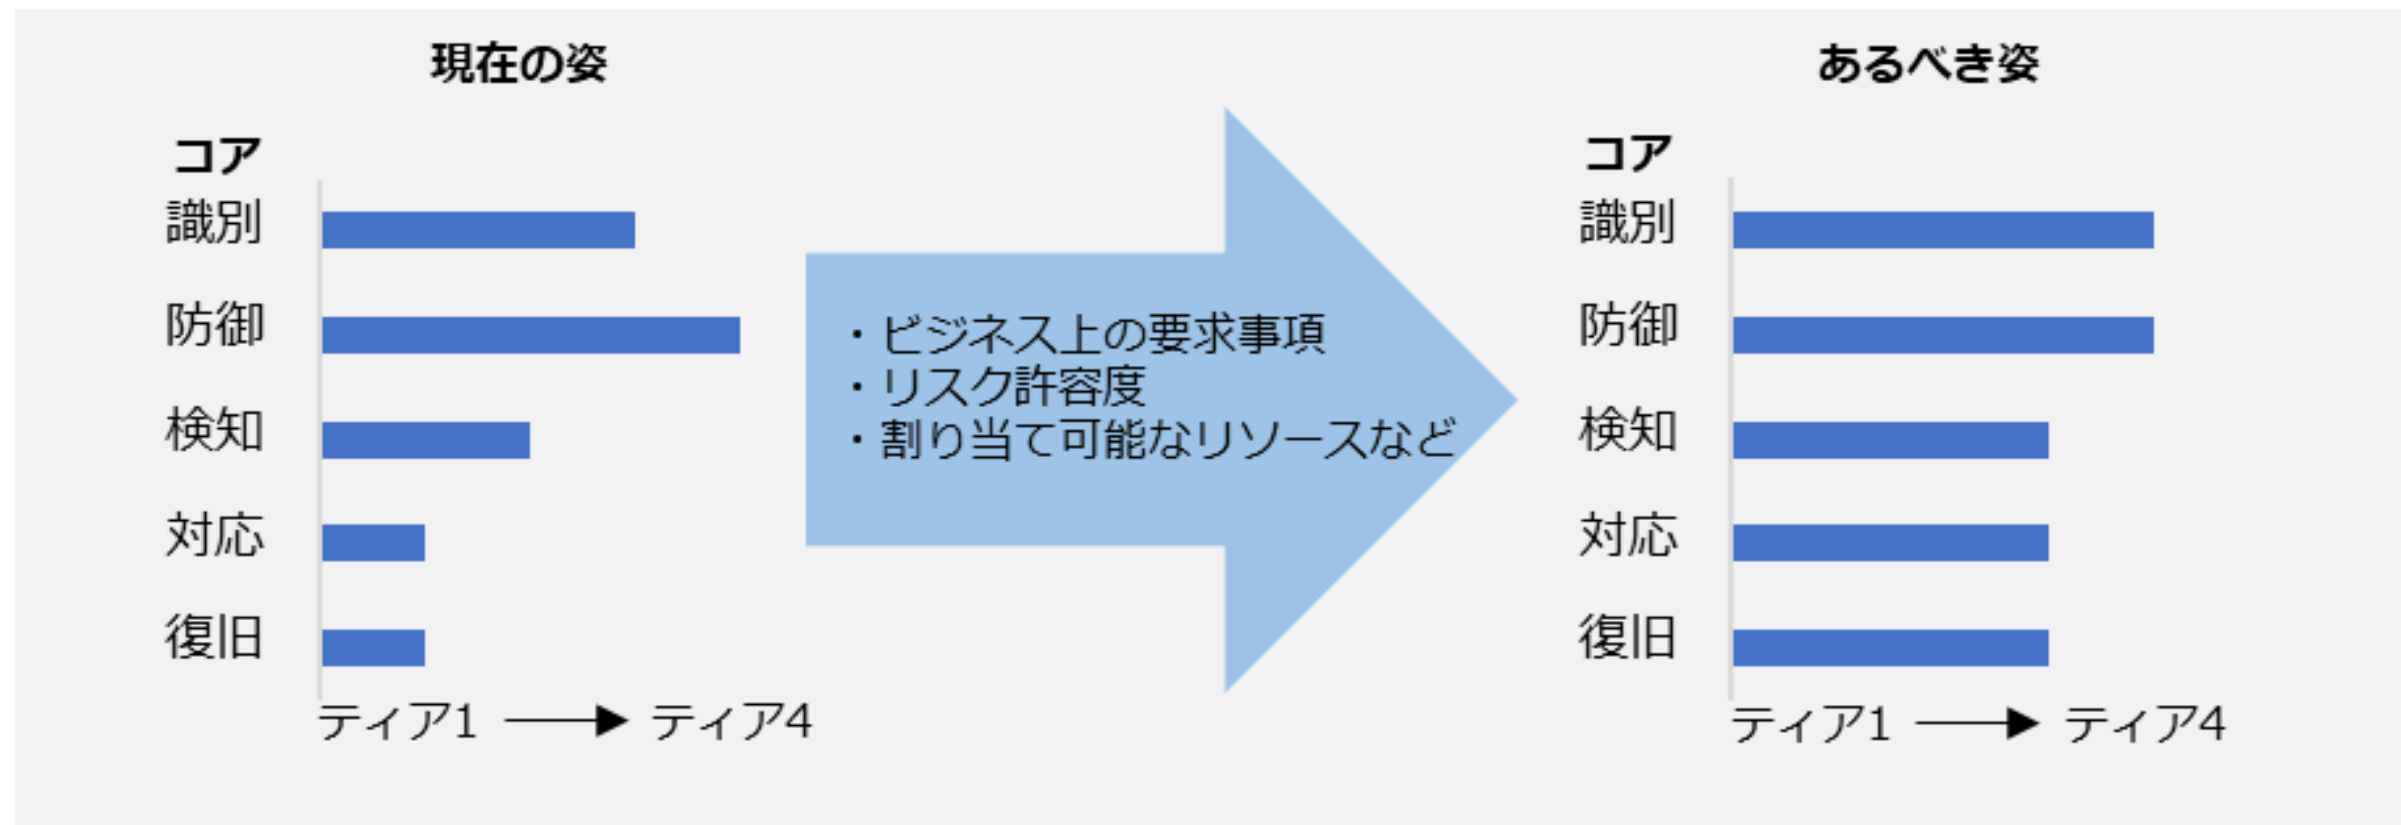 現在の姿
コア
識別
防御
検知
対応
復旧
ティア1
ティア4
・ビジネス上の要求事項
・リスク許容度
・割り当て可能なリソースなど
あるべき姿
コア
識別
防御
検知
対応
復旧
ティア1
ティア4